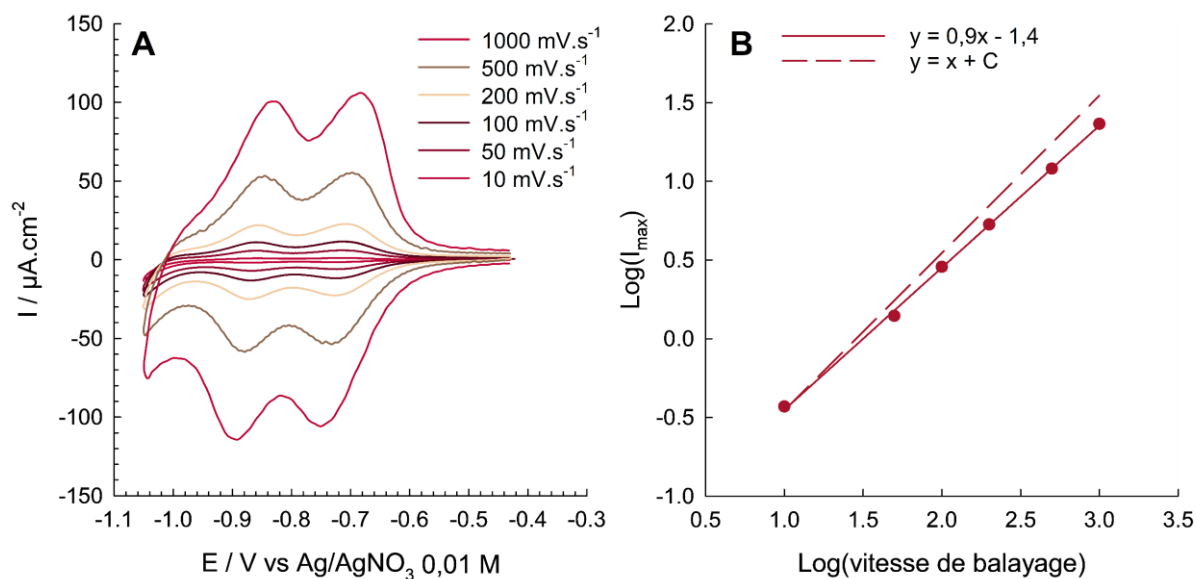 A
1000 mV.s⁻¹
500 mV.s⁻¹
200 mV.s⁻¹
100 mV.s⁻¹
50 mV.s⁻¹
10 mV.s⁻¹
150
100
50
0
-50
-100
-150
I / µA.cm⁻²
-1.1 -1.0 -0.9 -0.8 -0.7 -0.6 -0.5 -0.4 -0.3
E / V vs Ag/AgNO₃ 0,01 M
B
y = 0,9x - 1,4
y = x + C
2.0
1.5
1.0
0.5
0.0
-0.5
-1.0
Log(Iₘₐₓ)
0.5 1.0 1.5 2.0 2.5 3.0 3.5
Log(vitesse de balayage)